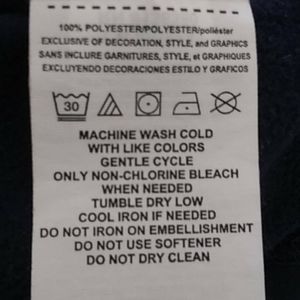 100% POLYESTER/POLYESTER/poliéster
EXCLUSIVE OF DECORATION, STYLE, and GRAPHICS
SANS INCLURE GARNITURES, STYLE, et GRAPHIQUES
EXCLUYENDO DECORACIONES ESTILO Y GRAFICOS
30
MACHINE WASH COLD
WITH LIKE COLORS
GENTLE CYCLE
ONLY NON-CHLORINE BLEACH
WHEN NEEDED
TUMBLE DRY LOW
COOL IRON IF NEEDED
DO NOT IRON ON EMBELLISHMENT
DO NOT USE SOFTENER
DO NOT DRY CLEAN